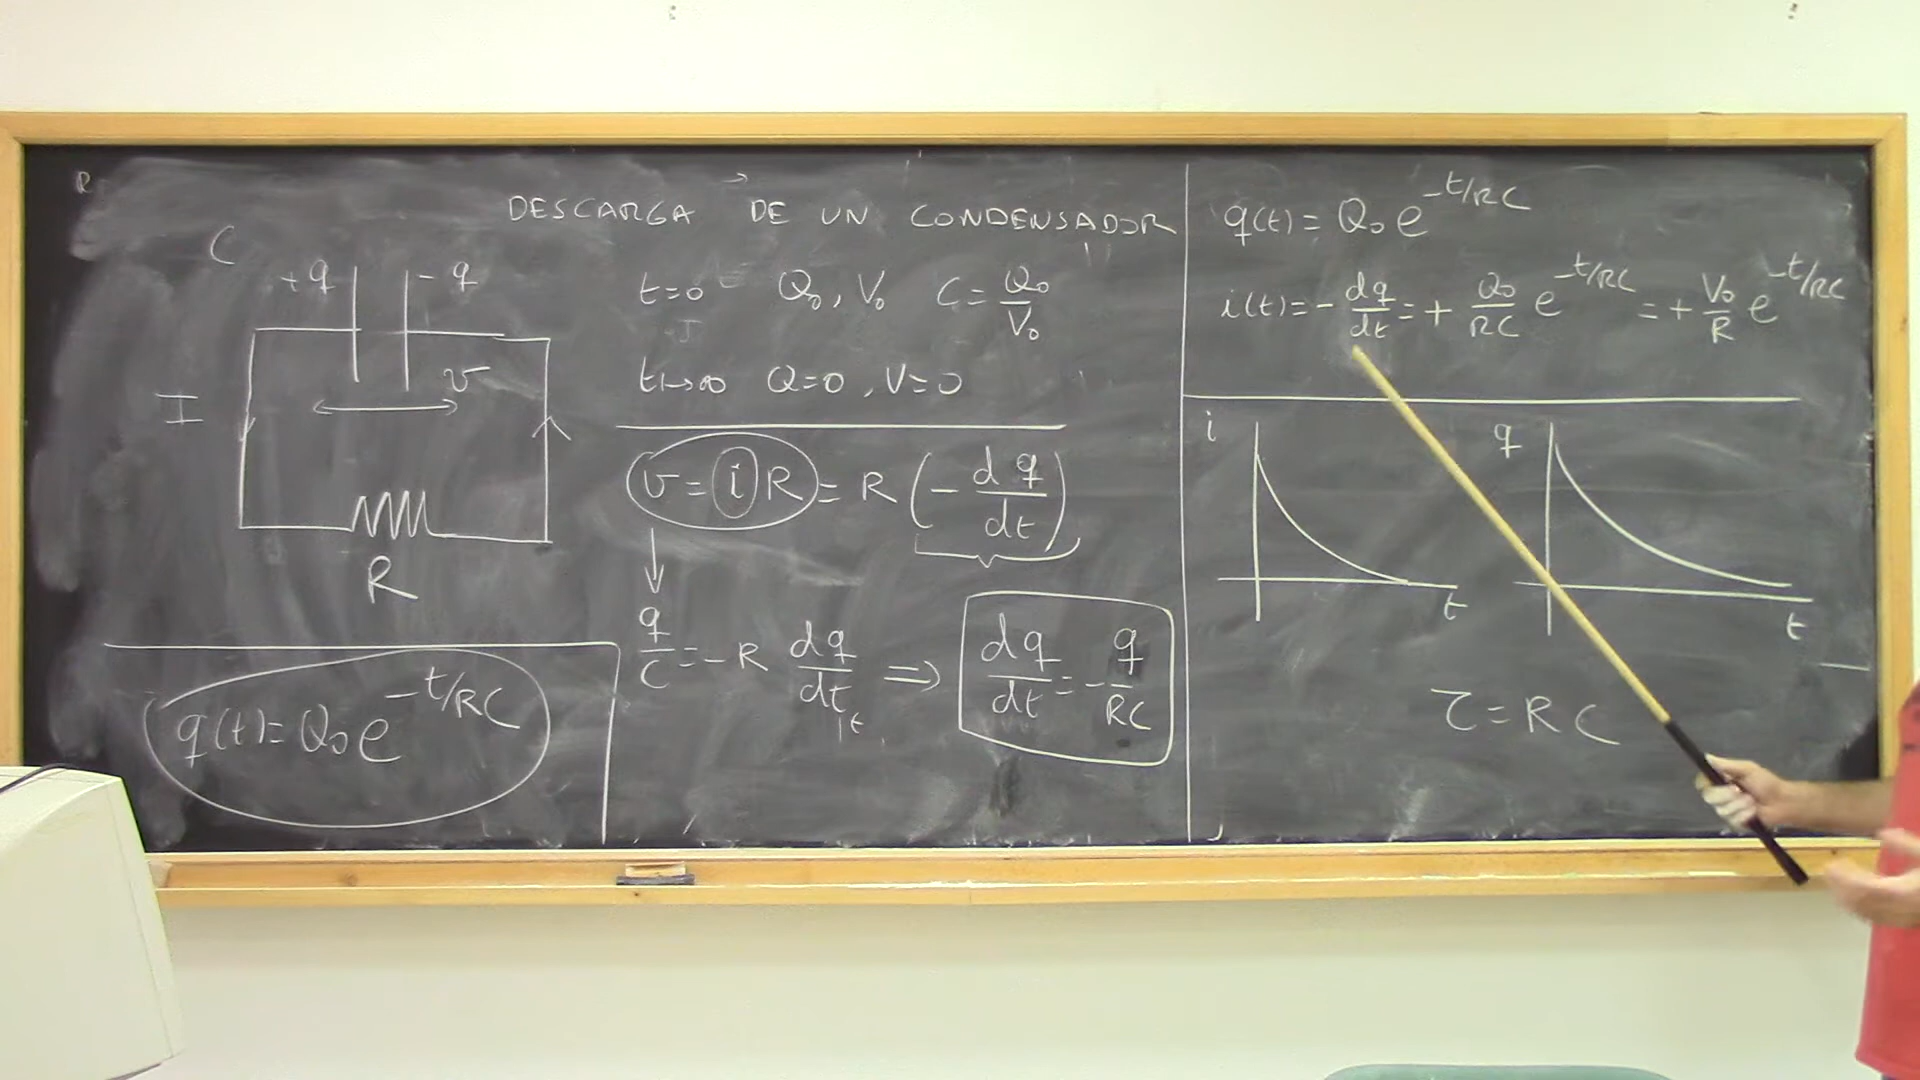 DESCARGA DE UN CONDENSADOR
C
+q -q
v
I
R
t=0 Q₀, V₀ C = Q₀/V₀
t→∞ Q=0, V=0
v = i R = R (- dq/dt)
q/C = -R dq/dt ⇒ dq/dt = - q/RC
q(t) = Q₀ e^(-t/RC)
q(t) = Q₀ e^(-t/RC)
i(t) = - dq/dt = + Q₀/RC e^(-t/RC) = + V₀/R e^(-t/RC)
i t
q t
τ = RC